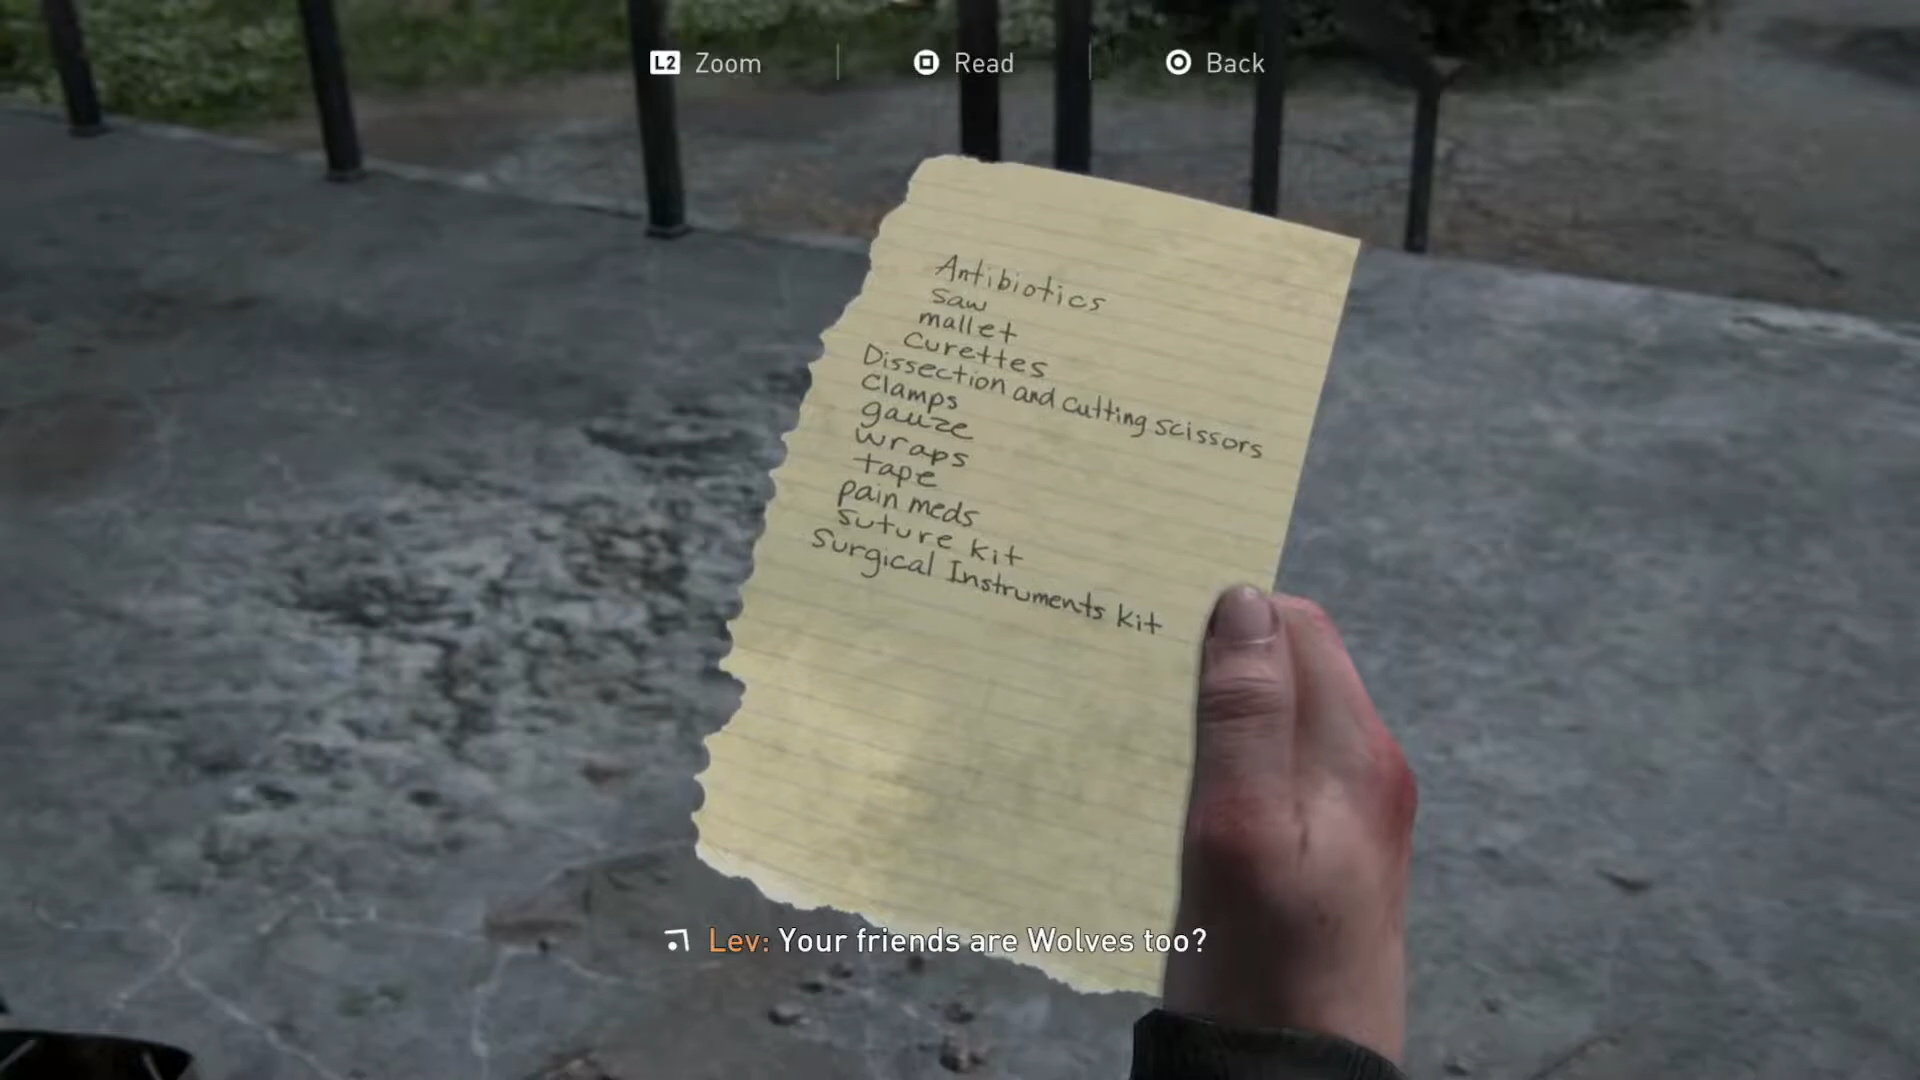 L2 Zoom
Read
Back
Antibiotics
saw
mallet
curettes
Dissection and cutting scissors
Clamps
gauze
wraps
tape
pain meds
suture kit
Surgical Instruments kit
Lev: Your friends are Wolves too?